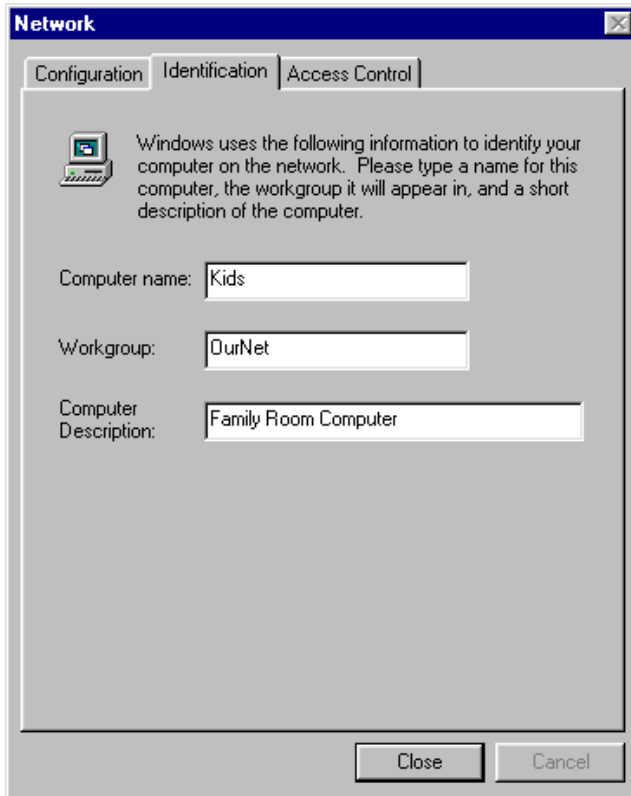 Network
Configuration Identification Access Control
Windows uses the following information to identify your
computer on the network.  Please type a name for this
computer, the workgroup it will appear in, and a short
description of the computer.
Computer name: Kids
Workgroup: OurNet
Computer
Description: Family Room Computer
Close Cancel